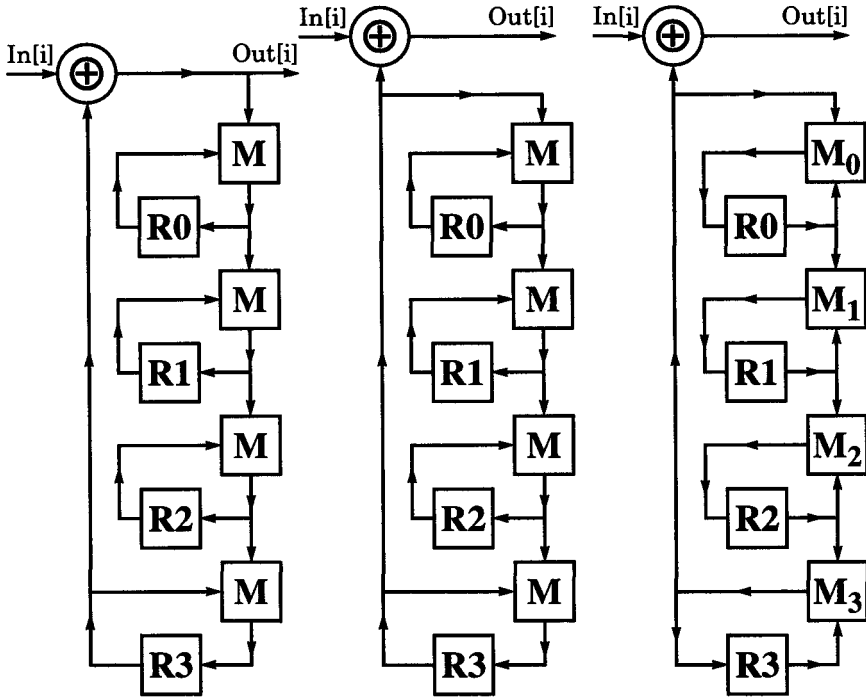 In[i] Out[i]
M
R0
M
R1
M
R2
M
R3
In[i] Out[i]
M
R0
M
R1
M
R2
M
R3
In[i] Out[i]
M0
R0
M1
R1
M2
R2
M3
R3